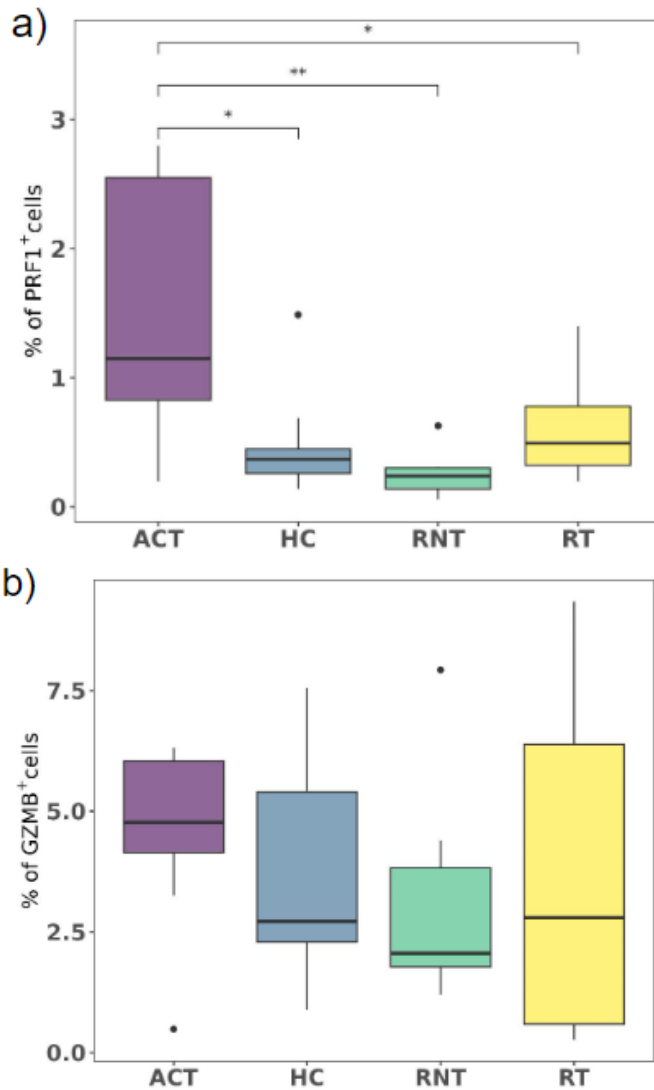 a)
*
**
*
3
2
1
0
% of PRF1⁺cells
ACT HC RNT RT
b)
7.5
5.0
2.5
0.0
% of GZMB⁺cells
ACT HC RNT RT